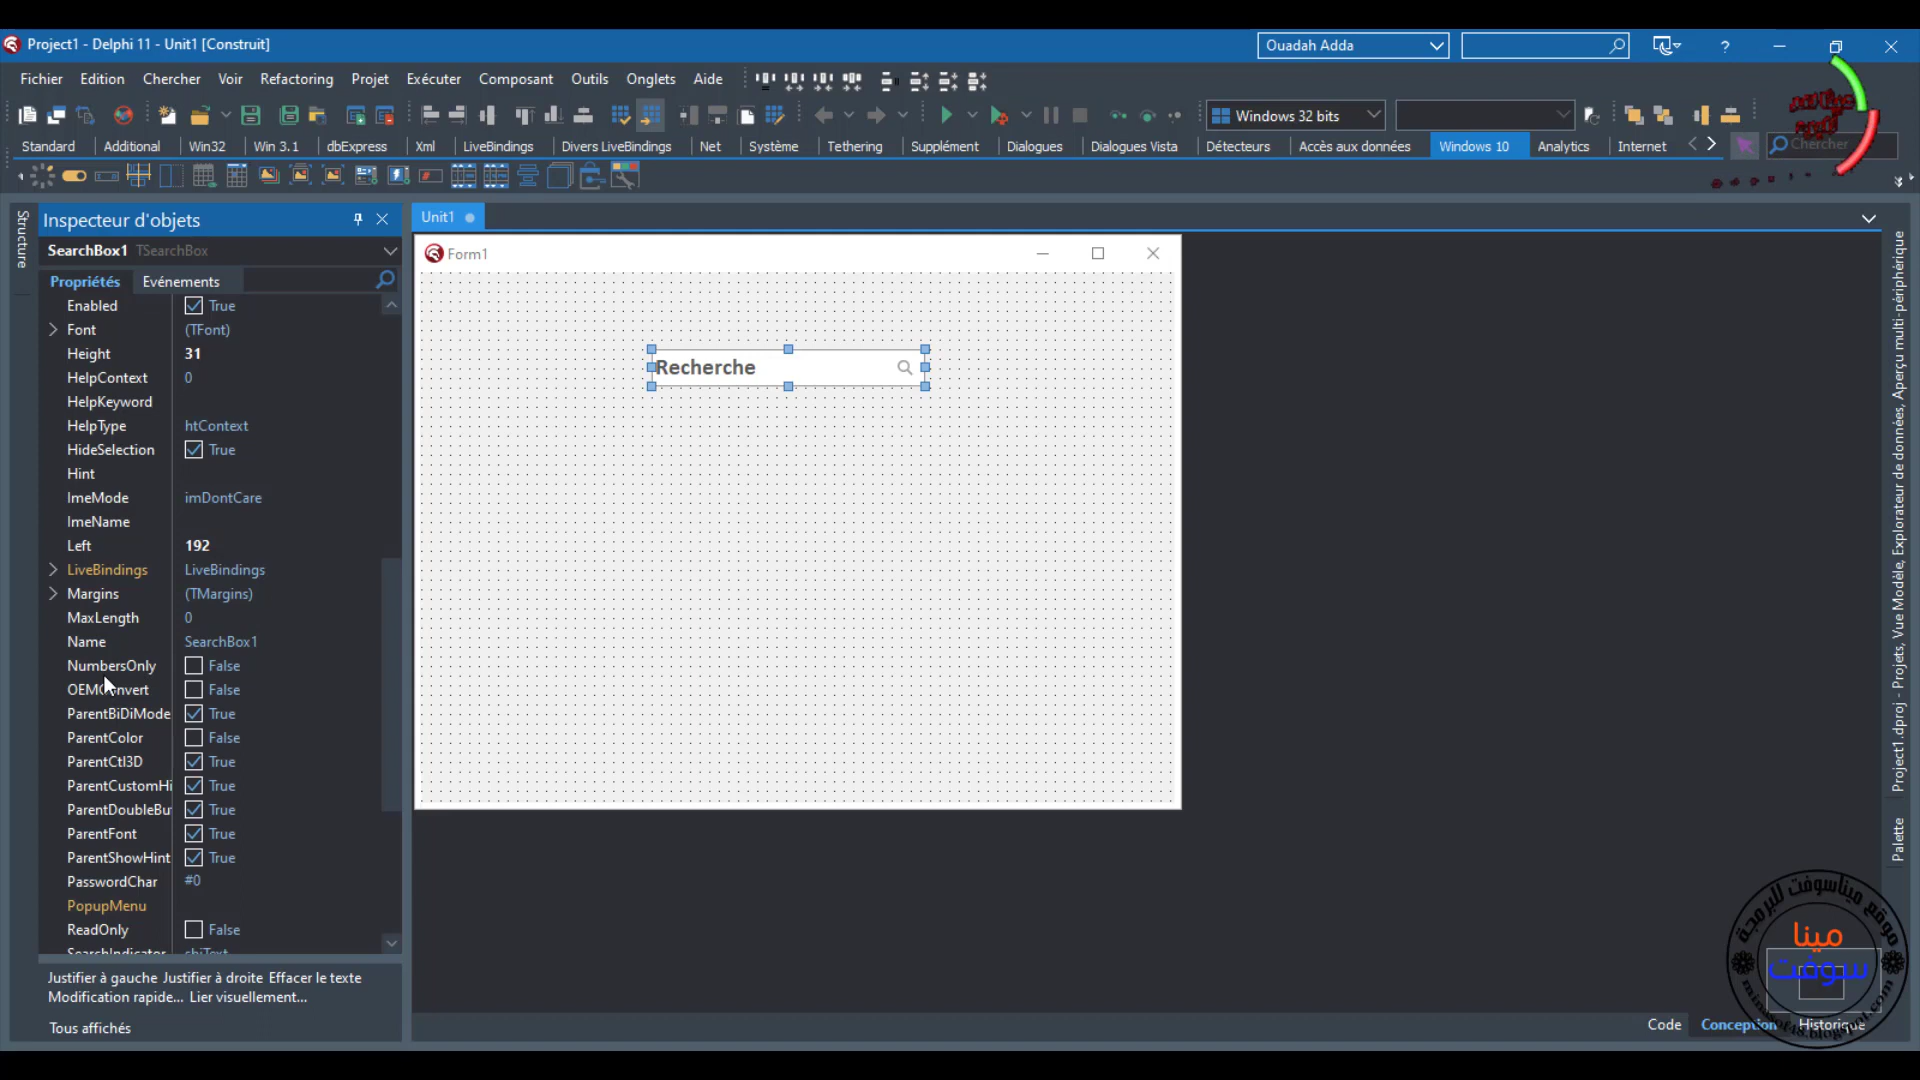 Project1 - Delphi 11 - Unit1 [Construit]
Ouadah Adda
?
Fichier Edition Chercher Voir Refactoring Projet Exécuter Composant Outils Onglets Aide
Windows 32 bits
Standard Additional Win32 Win 3.1 dbExpress Xml LiveBindings Divers LiveBindings Net Système Tethering Supplément Dialogues Dialogues Vista Détecteurs Accès aux données Windows 10 Analytics Internet
Chercher
Structure
Inspecteur d'objets
SearchBox1 TSearchBox
Propriétés Evénements
Enabled True
Font (TFont)
Height 31
HelpContext 0
HelpKeyword
HelpType htContext
HideSelection True
Hint
ImeMode imDontCare
ImeName
Left 192
LiveBindings LiveBindings
Margins (TMargins)
MaxLength 0
Name SearchBox1
NumbersOnly False
OEMConvert False
ParentBiDiMode True
ParentColor False
ParentCtl3D True
ParentCustomHi True
ParentDoubleBu True
ParentFont True
ParentShowHint True
PasswordChar #0
PopupMenu
ReadOnly False
SearchIndicator sbiText
Justifier à gauche Justifier à droite Effacer le texte
Modification rapide... Lier visuellement...
Tous affichés
Unit1
Form1
Recherche
Project1.dproj - Projets, Vue Modèle, Explorateur de données, Aperçu multi-périphérique
Palette
Code Conception Historique
موقع ميناسوفت للبرمجة
مينا
سوفت